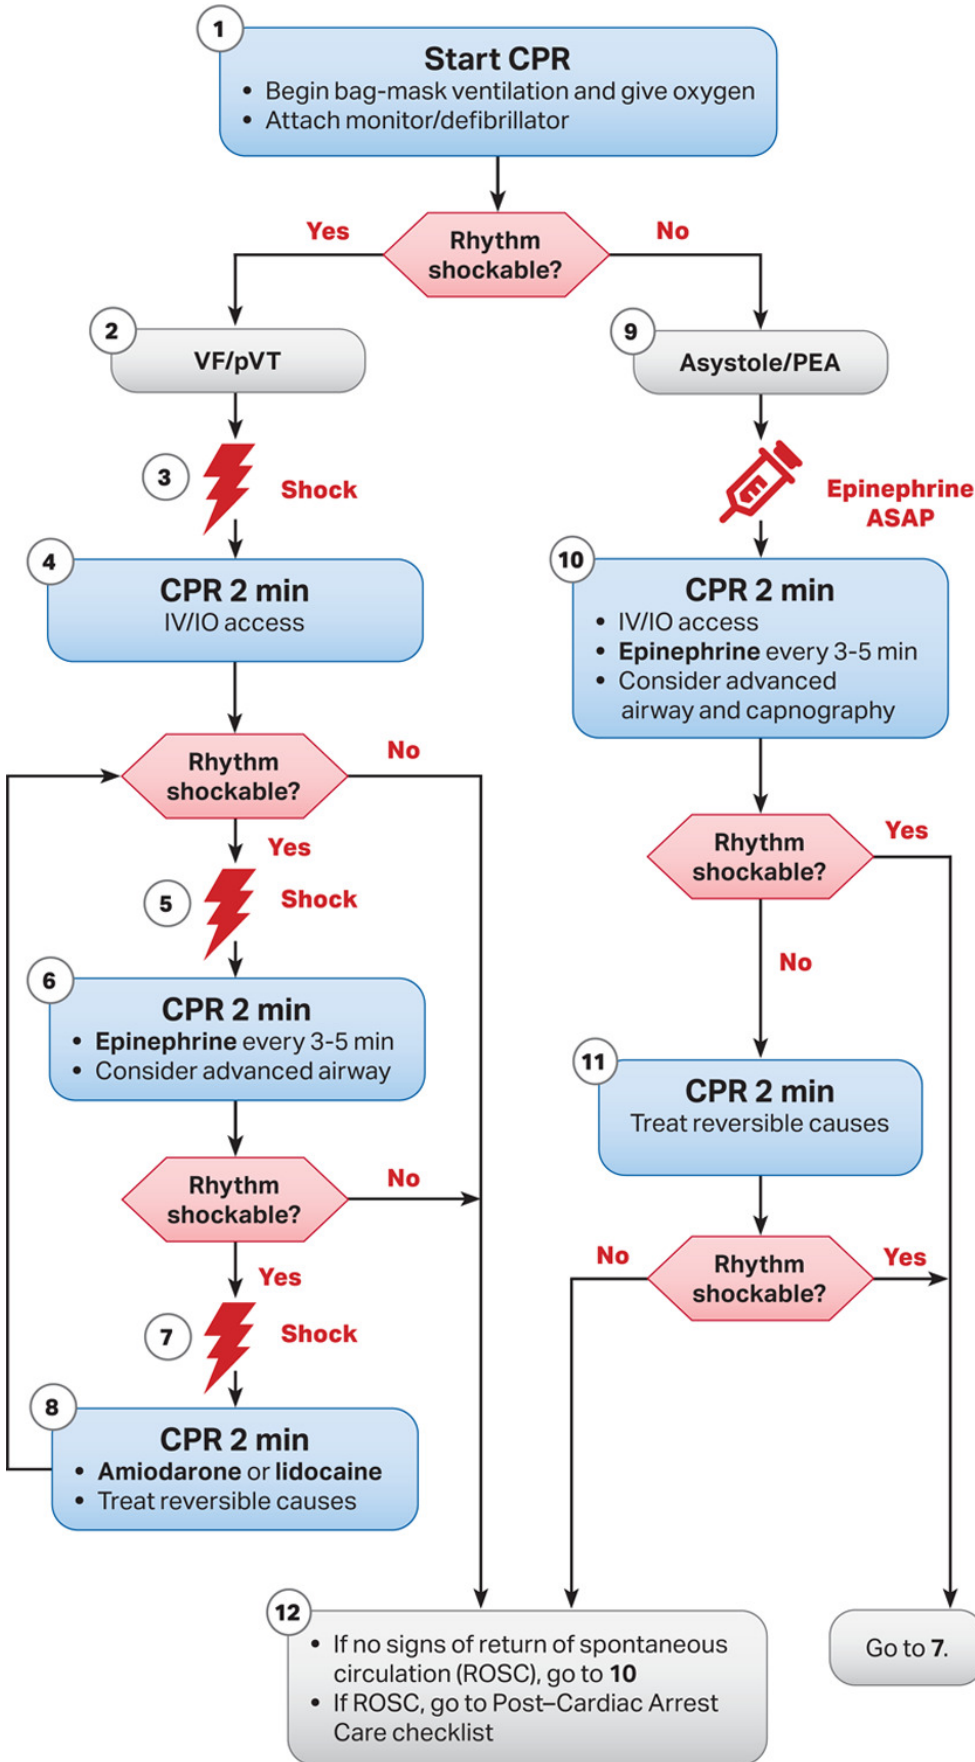 1
Start CPR
• Begin bag-mask ventilation and give oxygen
• Attach monitor/defibrillator
Yes
Rhythm
shockable?
No
2
VF/pVT
9
Asystole/PEA
3
Shock
Epinephrine
ASAP
4
CPR 2 min
IV/IO access
10
CPR 2 min
• IV/IO access
• Epinephrine every 3-5 min
• Consider advanced
airway and capnography
Rhythm
shockable?
No
Yes
5
Shock
Rhythm
shockable?
Yes
No
6
CPR 2 min
• Epinephrine every 3-5 min
• Consider advanced airway
11
CPR 2 min
Treat reversible causes
Rhythm
shockable?
No
Yes
7
Shock
No
Rhythm
shockable?
Yes
8
CPR 2 min
• Amiodarone or lidocaine
• Treat reversible causes
12
• If no signs of return of spontaneous
circulation (ROSC), go to 10
• If ROSC, go to Post–Cardiac Arrest
Care checklist
Go to 7.